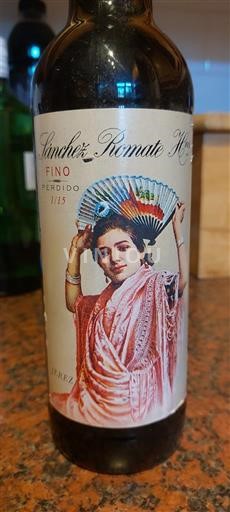 Sánchez Romate
FINO
PERDIDO
1/15
JEREZ